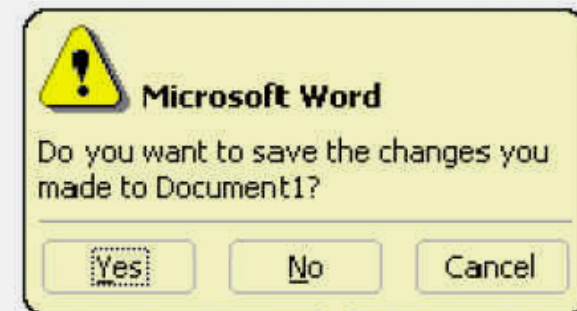 Microsoft Word
Do you want to save the changes you
made to Document1?
Yes No Cancel